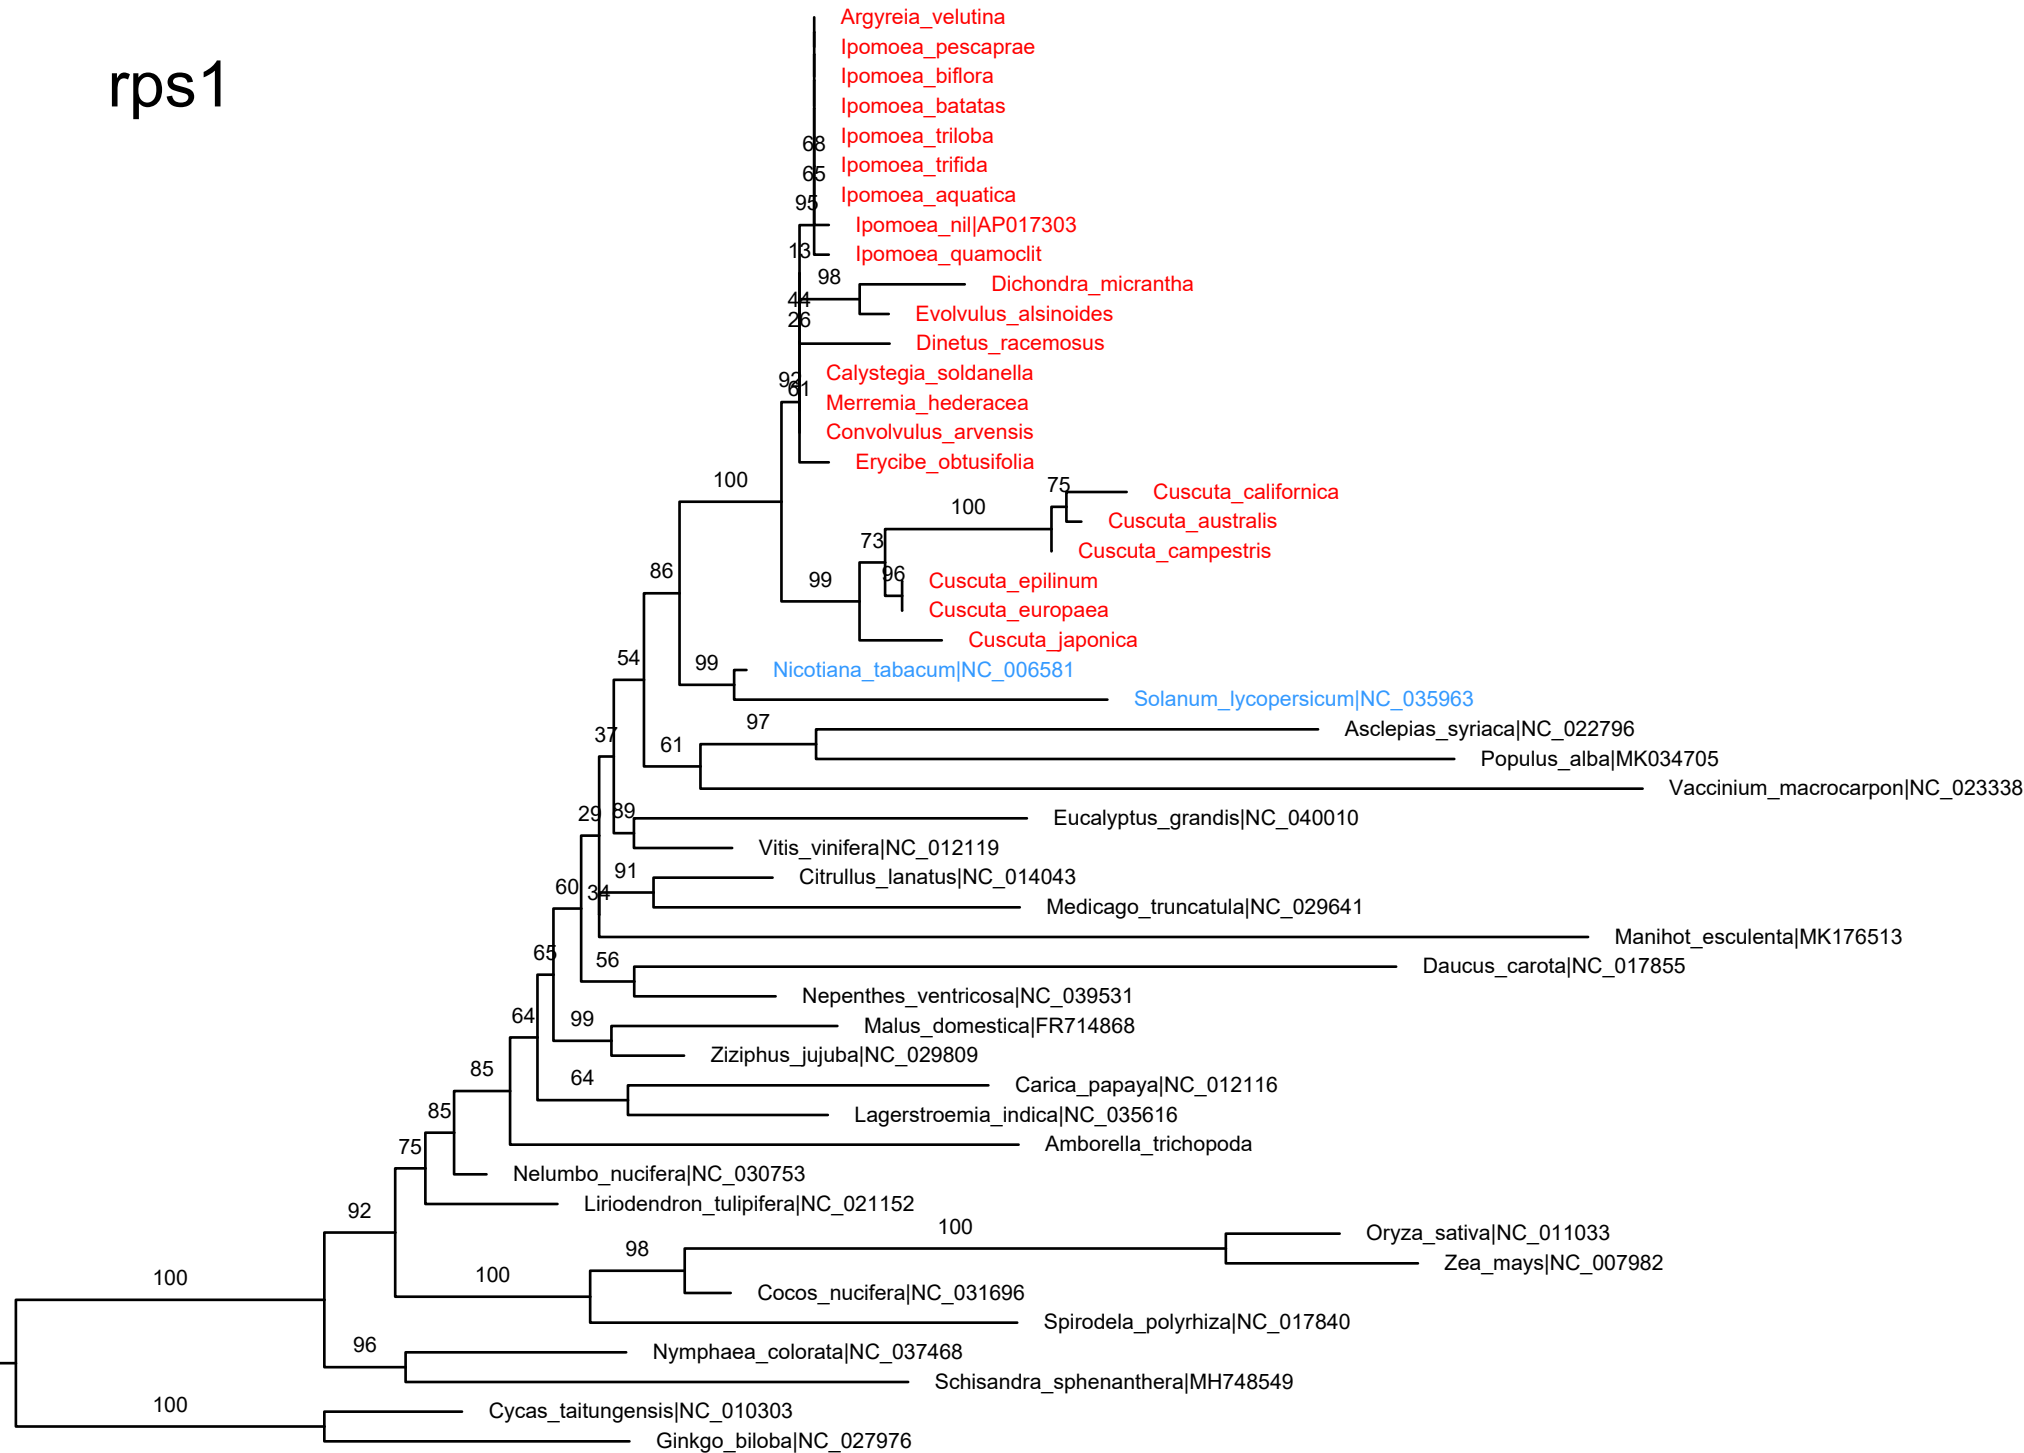 rps1
Argyreia_velutina
Ipomoea_pescaprae
Ipomoea_biflora
Ipomoea_batatas
Ipomoea_triloba
68
Ipomoea_trifida
65
Ipomoea_aquatica
95
Ipomoea_nil|AP017303
13
Ipomoea_quamoclit
98
Dichondra_micrantha
44
Evolvulus_alsinoides
26
Dinetus_racemosus
Calystegia_soldanella
92
61
Merremia_hederacea
Convolvulus_arvensis
Erycibe_obtusifolia
100
75
Cuscuta_californica
100
Cuscuta_australis
73
Cuscuta_campestris
86
99
96
Cuscuta_epilinum
Cuscuta_europaea
Cuscuta_japonica
54
99
Nicotiana_tabacum|NC_006581
Solanum_lycopersicum|NC_035963
97
Asclepias_syriaca|NC_022796
37
61
Populus_alba|MK034705
Vaccinium_macrocarpon|NC_023338
29
89
Eucalyptus_grandis|NC_040010
Vitis_vinifera|NC_012119
91
Citrullus_lanatus|NC_014043
60
34
Medicago_truncatula|NC_029641
Manihot_esculenta|MK176513
65
56
Daucus_carota|NC_017855
Nepenthes_ventricosa|NC_039531
64
99
Malus_domestica|FR714868
Ziziphus_jujuba|NC_029809
85
64
Carica_papaya|NC_012116
85
Lagerstroemia_indica|NC_035616
75
Amborella_trichopoda
Nelumbo_nucifera|NC_030753
92
Liriodendron_tulipifera|NC_021152
100
Oryza_sativa|NC_011033
98
Zea_mays|NC_007982
100
100
Cocos_nucifera|NC_031696
Spirodela_polyrhiza|NC_017840
96
Nymphaea_colorata|NC_037468
Schisandra_sphenanthera|MH748549
100
Cycas_taitungensis|NC_010303
Ginkgo_biloba|NC_027976